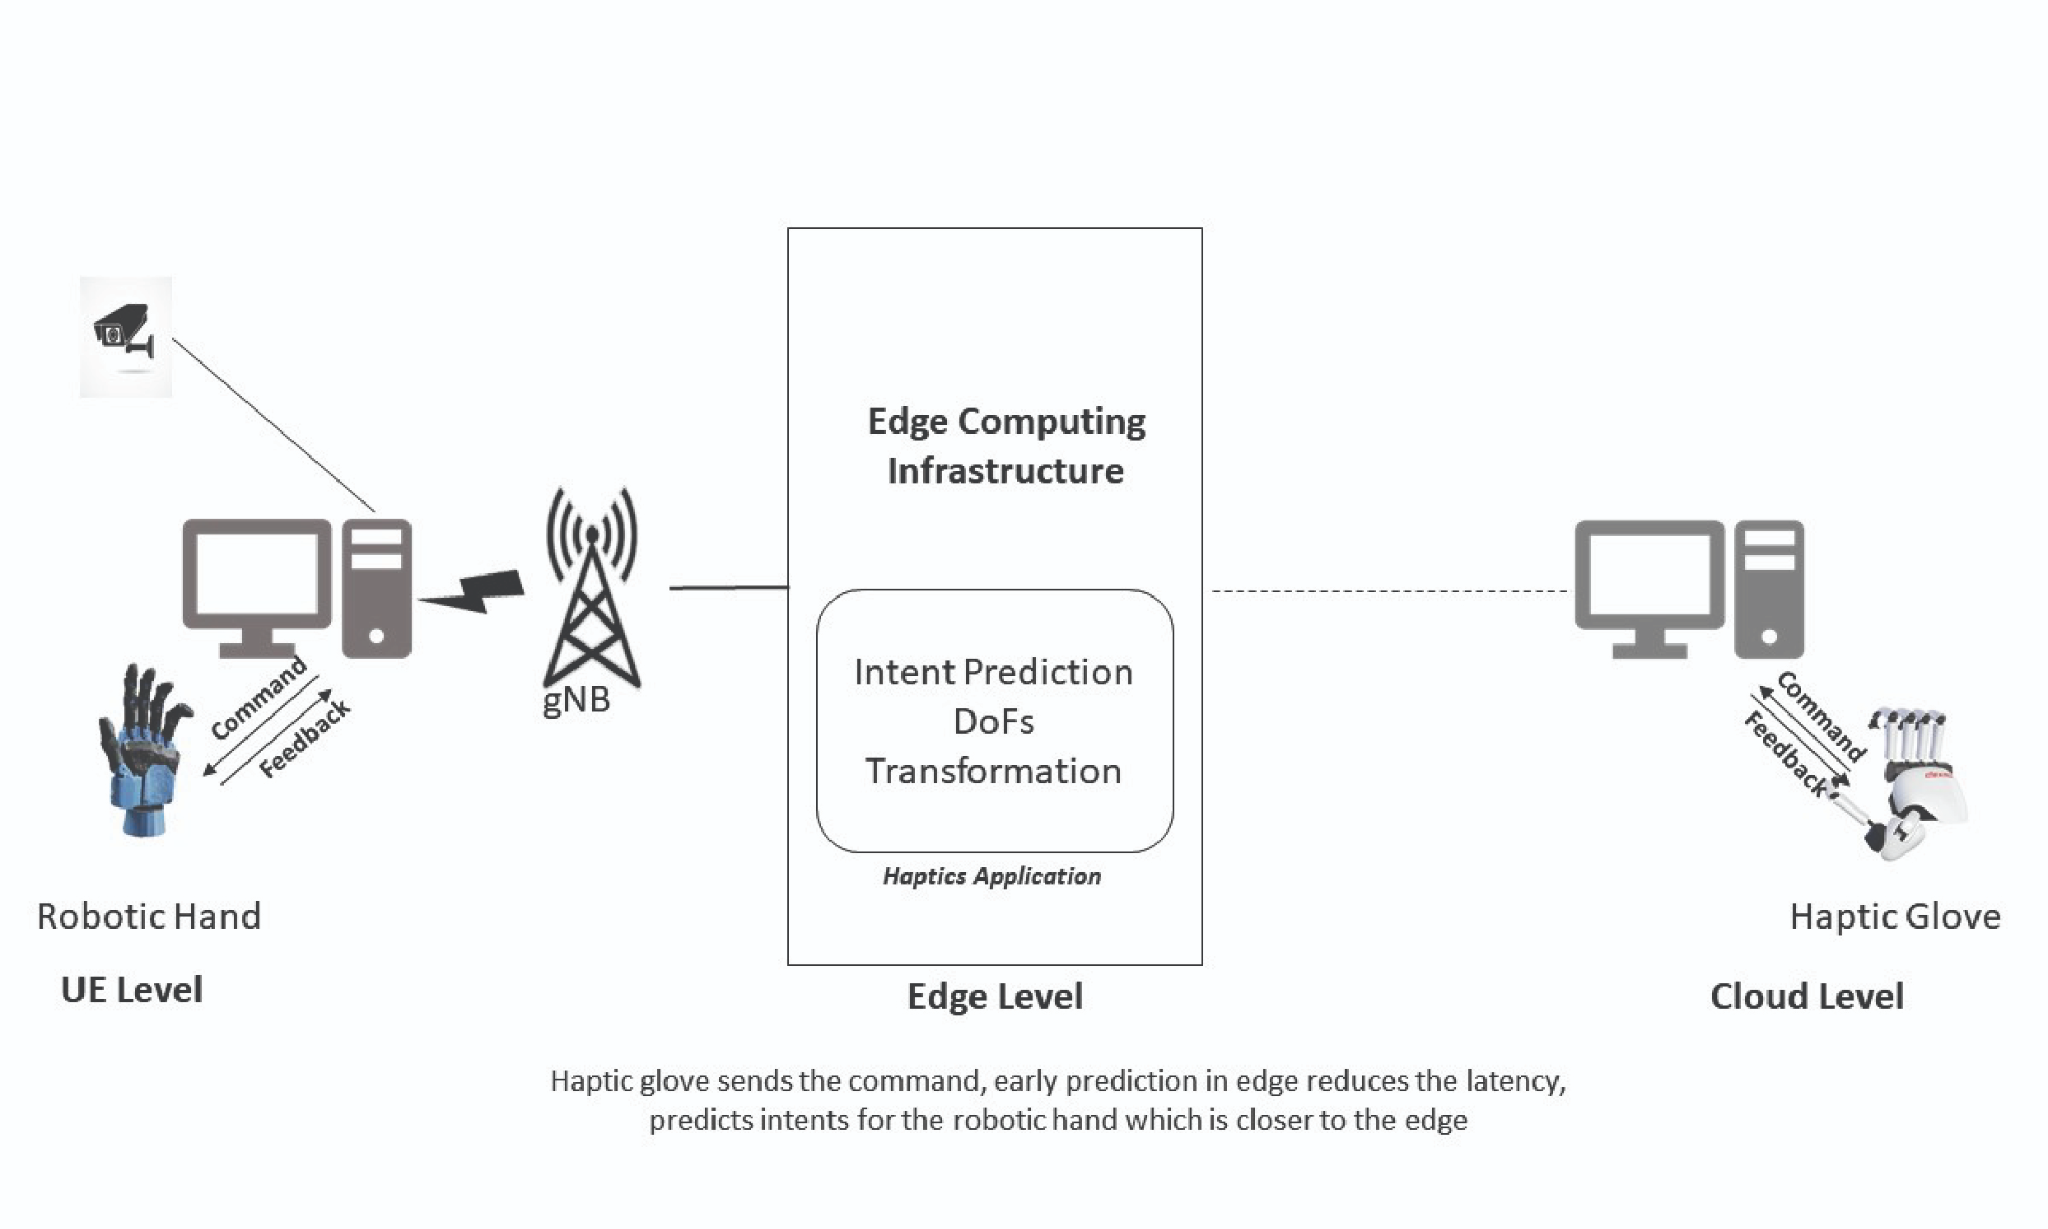 Edge Computing
Infrastructure
Command
Feedback
gNB
Intent Prediction
DoFs
Transformation
Haptics Application
Command
Feedback
Robotic Hand
Haptic Glove
UE Level
Edge Level
Cloud Level
Haptic glove sends the command, early prediction in edge reduces the latency,
predicts intents for the robotic hand which is closer to the edge